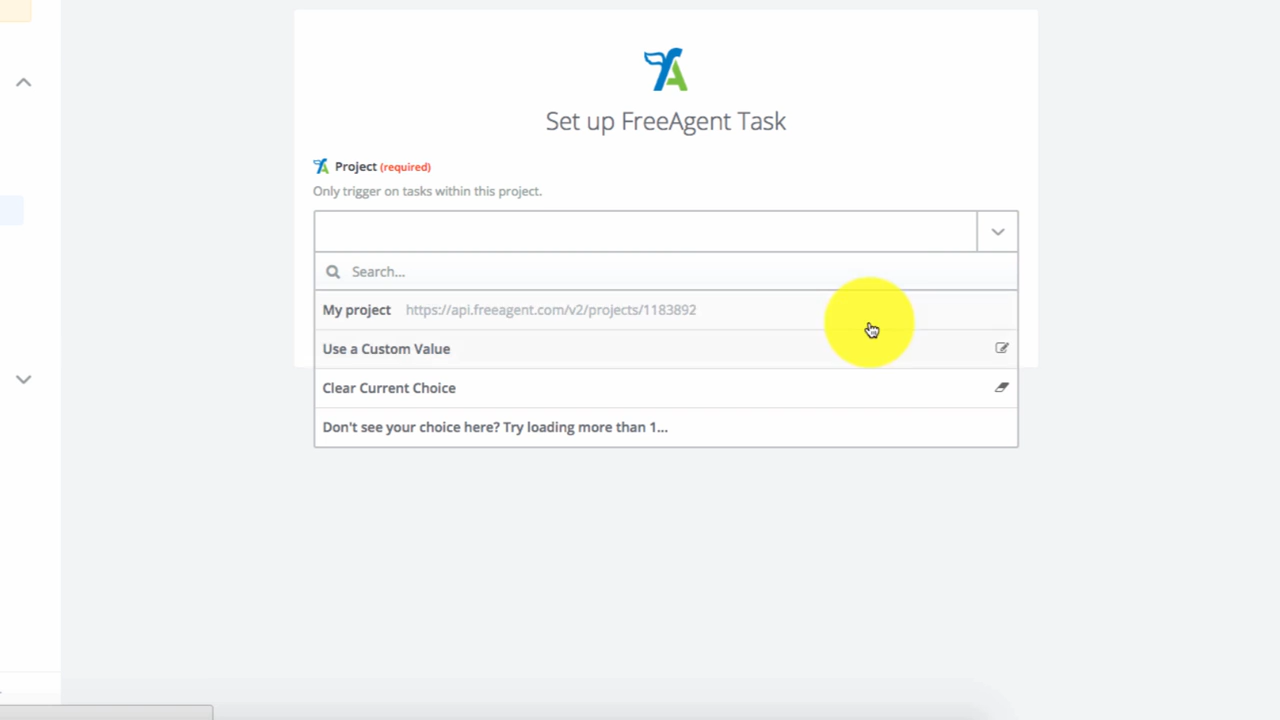 Set up FreeAgent Task
Project (required)
Only trigger on tasks within this project.
Search...
My project https://api.freeagent.com/v2/projects/1183892
Use a Custom Value
Clear Current Choice
Don't see your choice here? Try loading more than 1...